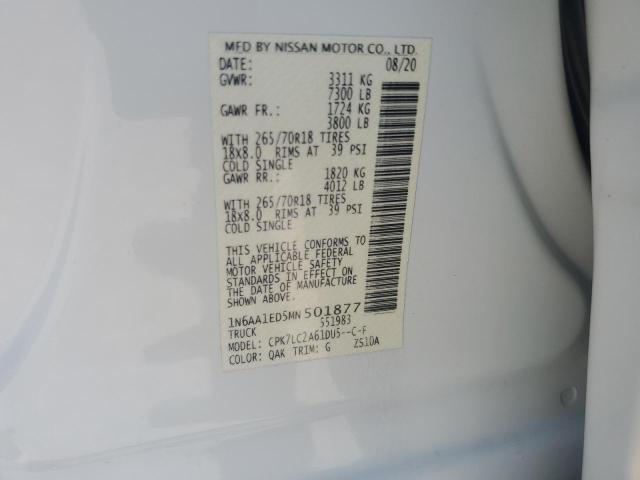 MFD BY NISSAN MOTOR CO., LTD.
DATE: 08/20
GVWR: 3311 KG
7300 LB
GAWR FR.: 1724 KG
3800 LB
WITH 265/70R18 TIRES
18X8.0 RIMS AT 39 PSI
COLD SINGLE
GAWR RR.: 1820 KG
4012 LB
WITH 265/70R18 TIRES
18X8.0 RIMS AT 39 PSI
COLD SINGLE
THIS VEHICLE CONFORMS TO
ALL APPLICABLE FEDERAL
MOTOR VEHICLE SAFETY
STANDARDS IN EFFECT ON
THE DATE OF MANUFACTURE
SHOWN ABOVE.
1N6AA1ED5MN501877
TRUCK 551983
MODEL: CPK7LC2A61DU5--C-F
COLOR: QAK TRIM: G ZS10A